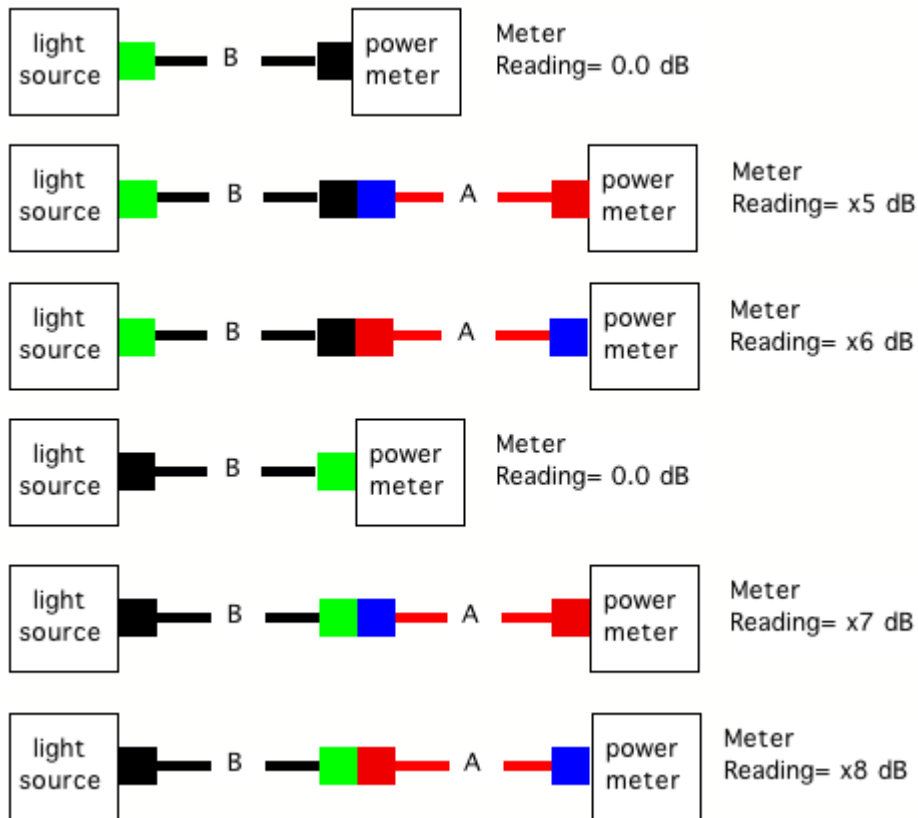 light
source
B
power
meter
Meter
Reading= 0.0 dB
light
source
B
A
power
meter
Meter
Reading= x5 dB
light
source
B
A
power
meter
Meter
Reading= x6 dB
light
source
B
power
meter
Meter
Reading= 0.0 dB
light
source
B
A
power
meter
Meter
Reading= x7 dB
light
source
B
A
power
meter
Meter
Reading= x8 dB